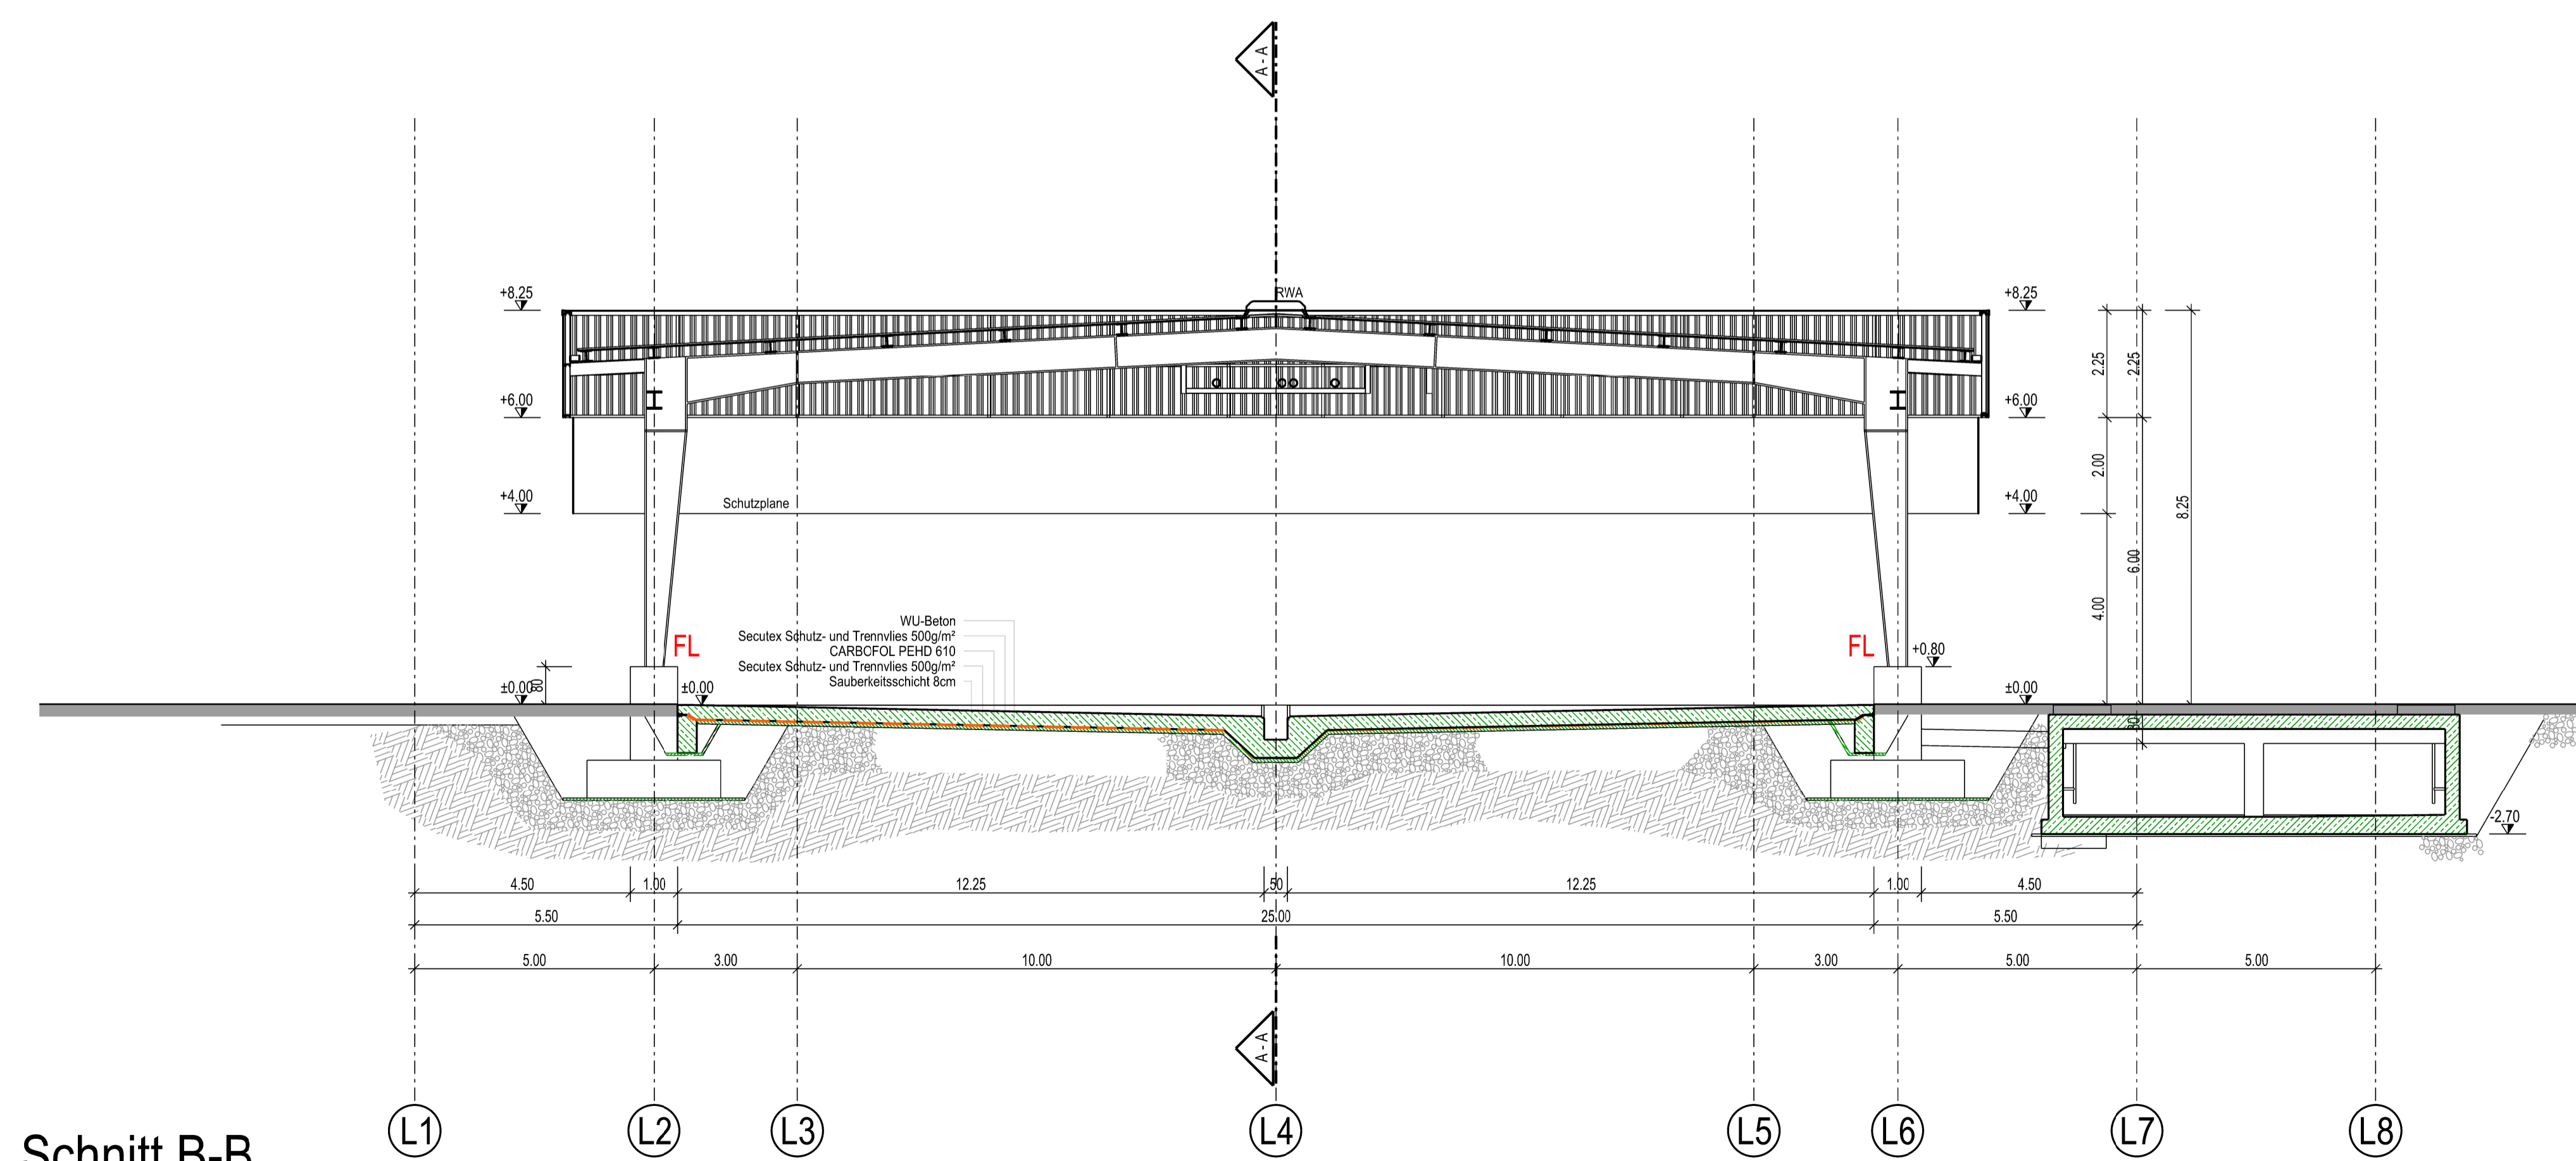 A - A
RWA
+8.25
+8.25
2.25
2.25
+6.00
+6.00
2.00
8.25
+4.00
Schutzplane
+4.00
6.00
4.00
WU-Beton
Secutex Schutz- und Trennvlies 500g/m²
CARBOFOL PEHD 610
Secutex Schutz- und Trennvlies 500g/m²
Sauberkeitsschicht 8cm
FL
FL
+0.80
±0.00
80
±0.00
±0.00
80
-2.70
4.50 1.00 12.25 50 12.25 1.00 4.50
5.50 25.00 5.50
5.00 3.00 10.00 10.00 3.00 5.00 5.00
A - A
L1 L2 L3 L4 L5 L6 L7 L8
Schnitt B-B